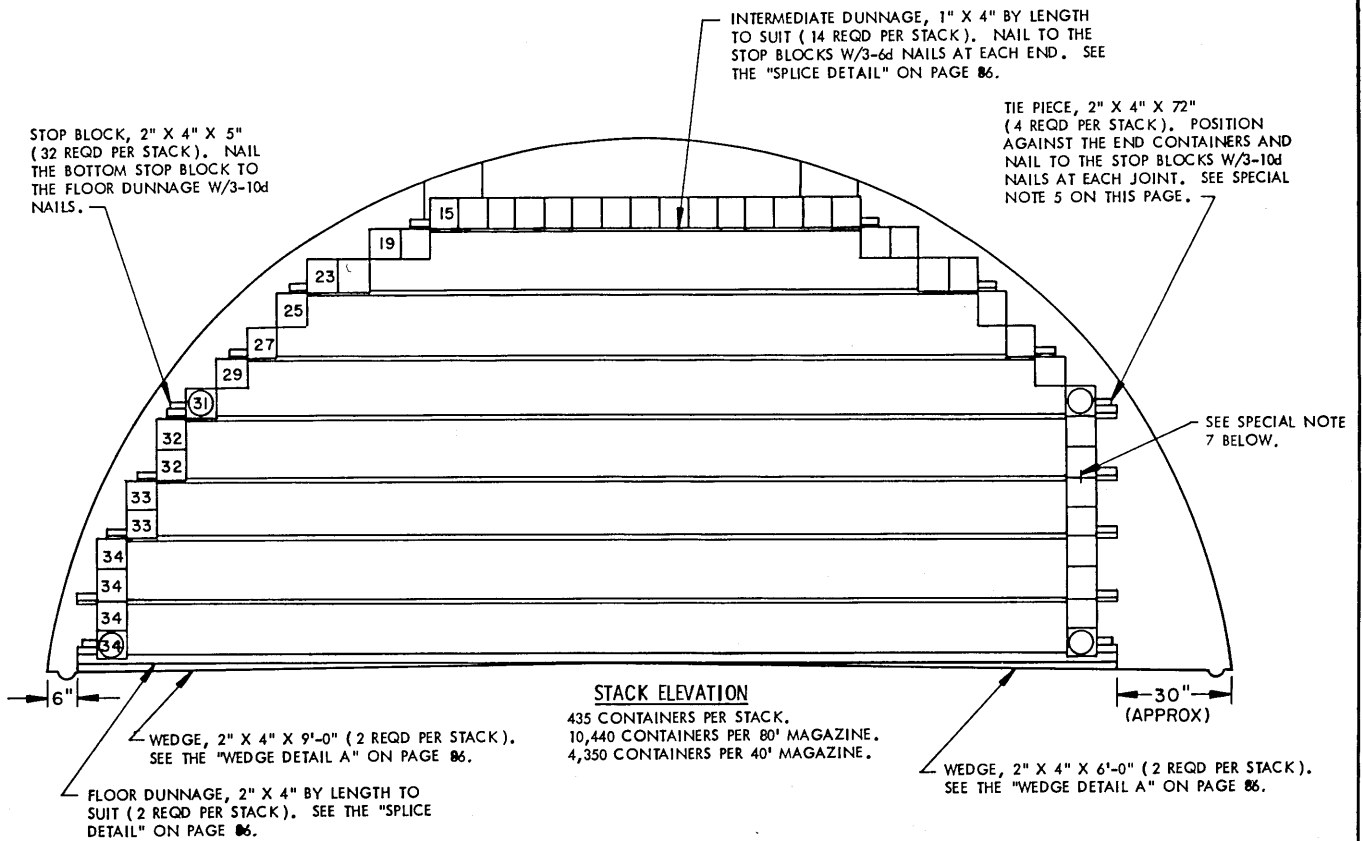 INTERMEDIATE DUNNAGE, 1" X 4" BY LENGTH
TO SUIT (14 REQD PER STACK). NAIL TO THE
STOP BLOCKS W/3-6d NAILS AT EACH END. SEE
THE "SPLICE DETAIL" ON PAGE 86.
TIE PIECE, 2" X 4" X 72"
(4 REQD PER STACK). POSITION
AGAINST THE END CONTAINERS AND
NAIL TO THE STOP BLOCKS W/3-10d
NAILS AT EACH JOINT. SEE SPECIAL
NOTE 5 ON THIS PAGE.
STOP BLOCK, 2" X 4" X 5"
(32 REQD PER STACK). NAIL
THE BOTTOM STOP BLOCK TO
THE FLOOR DUNNAGE W/3-10d
NAILS.
15
19
23
25
27
29
31
32
32
33
33
34
34
34
34
SEE SPECIAL NOTE
7 BELOW.
6"
30"
(APPROX)
STACK ELEVATION
435 CONTAINERS PER STACK.
10,440 CONTAINERS PER 80' MAGAZINE.
4,350 CONTAINERS PER 40' MAGAZINE.
WEDGE, 2" X 4" X 9'-0" (2 REQD PER STACK).
SEE THE "WEDGE DETAIL A" ON PAGE 86.
WEDGE, 2" X 4" X 6'-0" (2 REQD PER STACK).
SEE THE "WEDGE DETAIL A" ON PAGE 86.
FLOOR DUNNAGE, 2" X 4" BY LENGTH TO
SUIT (2 REQD PER STACK). SEE THE "SPLICE
DETAIL" ON PAGE 86.